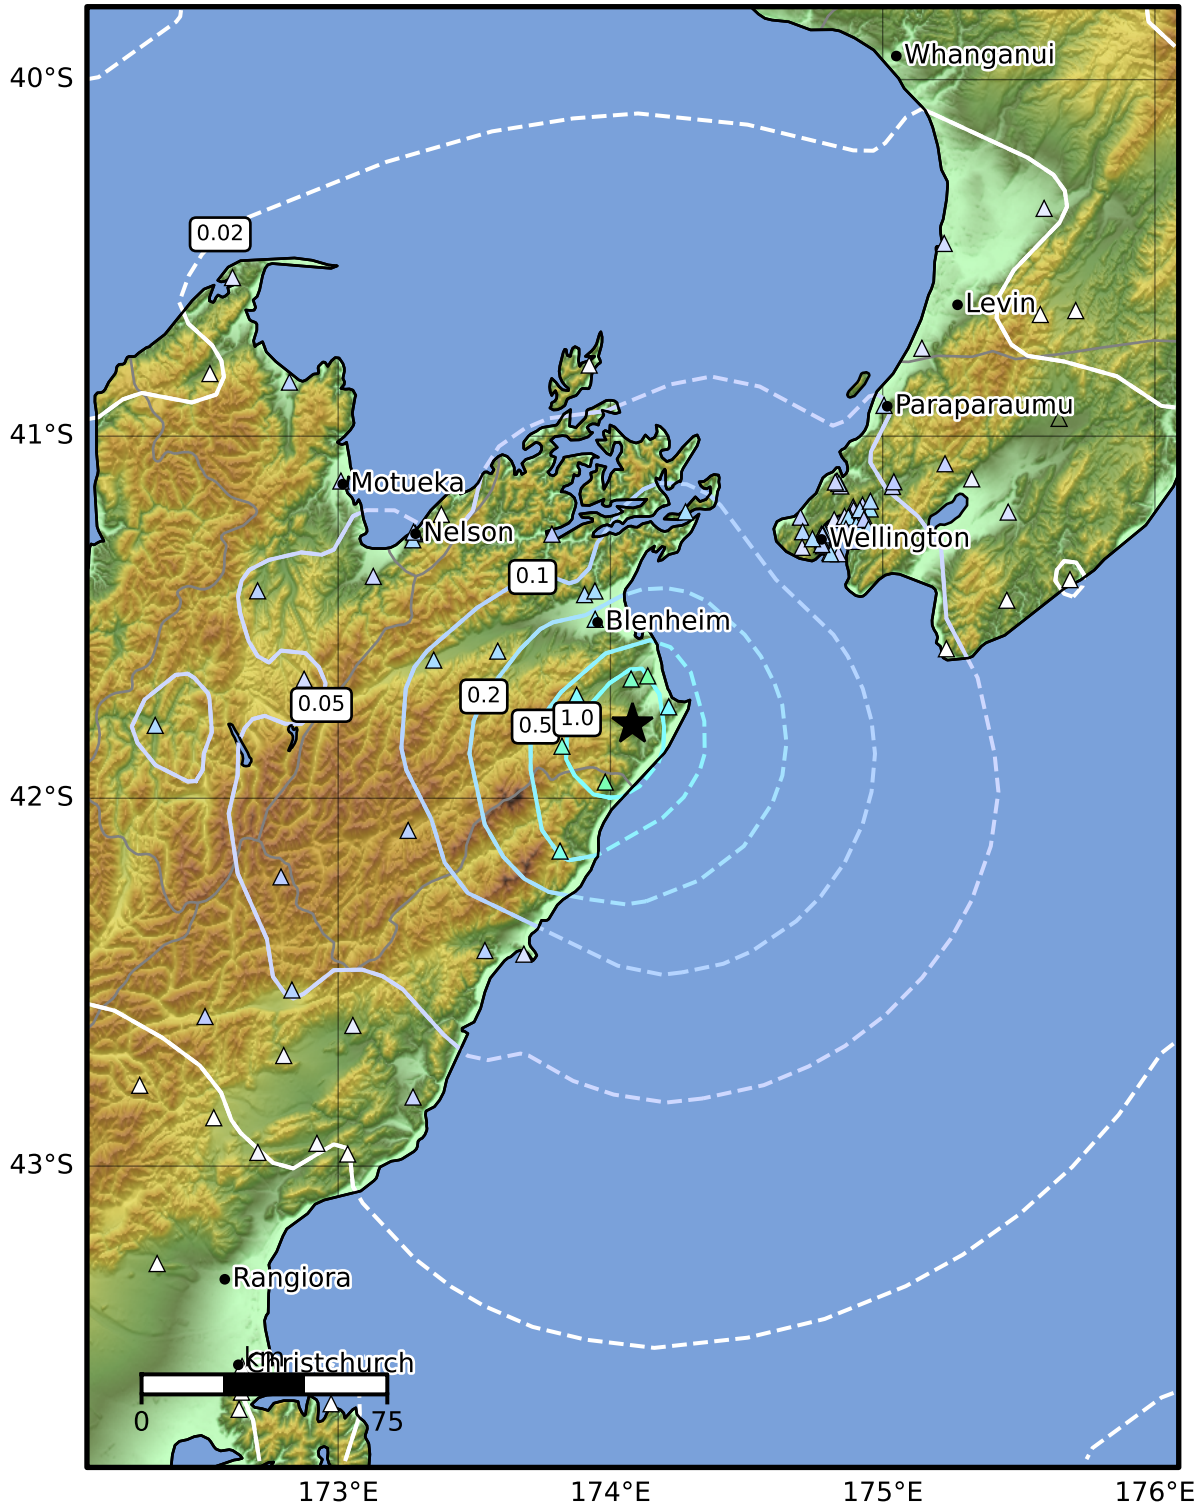 Whanganui
40°S
0.02
Levin
Paraparaumu
41°S
Motueka
Nelson
Wellington
0.1
Blenheim
0.2
0.05
0.5
1.0
42°S
43°S
Rangiora
km
Christchurch
0
75
173°E
174°E
175°E
176°E